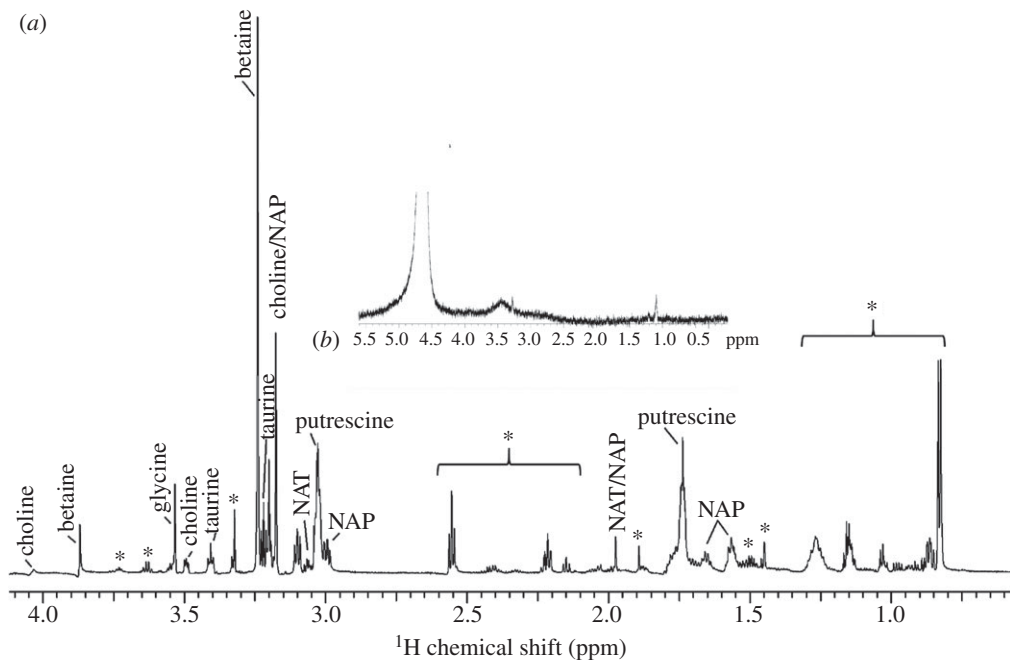 (a)
betaine
choline/NAP
taurine
putrescine
NAT
NAP
choline
betaine
*
*
glycine
choline
taurine
*
(b)
5.5 5.0 4.5 4.0 3.5 3.0 2.5 2.0 1.5 1.0 0.5 ppm
*
NAT/NAP
*
putrescine
NAP
*
*
*
4.0 3.5 3.0 2.5 2.0 1.5 1.0
¹H chemical shift (ppm)